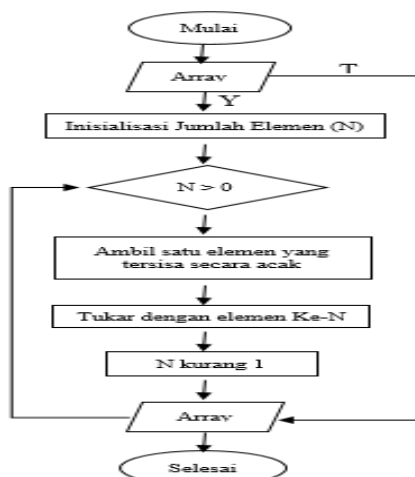 Mulai
Array
T
Y
Inisialisasi Jumlah Elemen (N)
N > 0
Ambil satu elemen yang
tersisa secara acak
Tukar dengan elemen Ke-N
N kurang 1
Array
Selesai